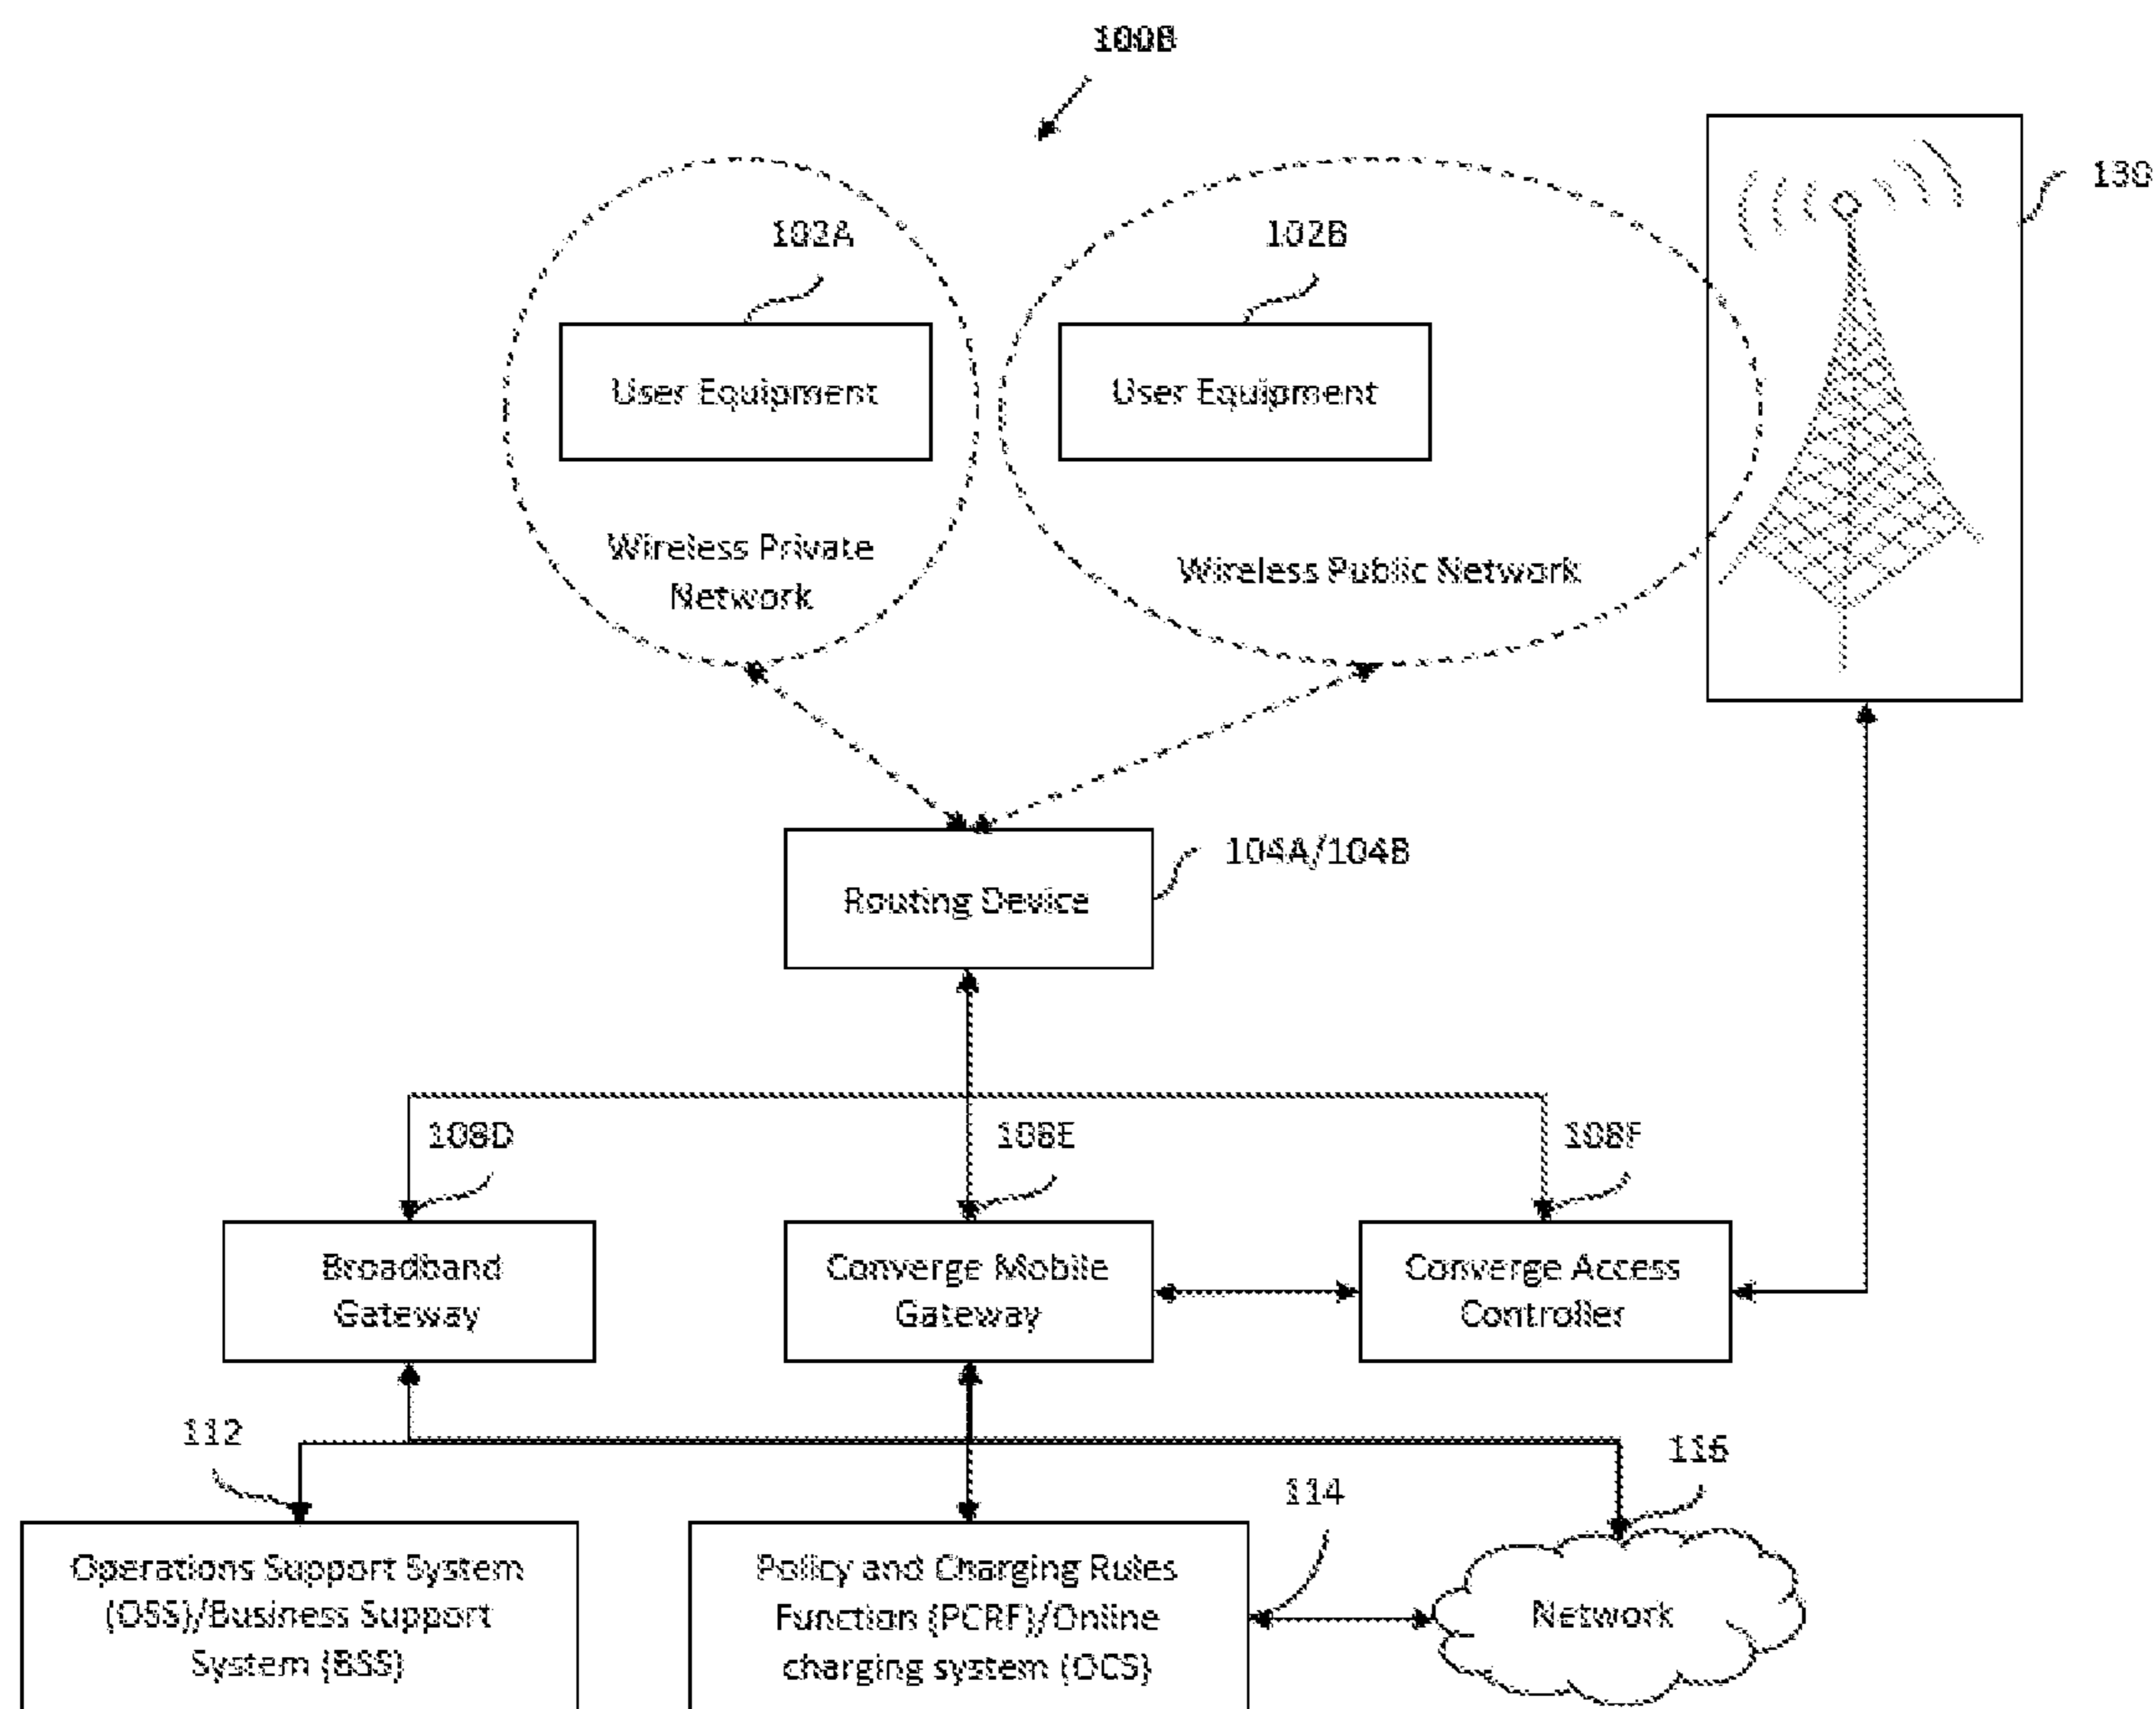 100B
130
102A
102B
User Equipment
User Equipment
Wireless Private
Network
Wireless Public Network
104A/104B
Routing Device
108D
108E
108F
Broadband
Gateway
Converge Mobile
Gateway
Converge Access
Controller
112
116
114
Operations Support System
(OSS)/Business Support
System (BSS)
Policy and Charging Rules
Function (PCRF)/Online
charging system (OCS)
Network